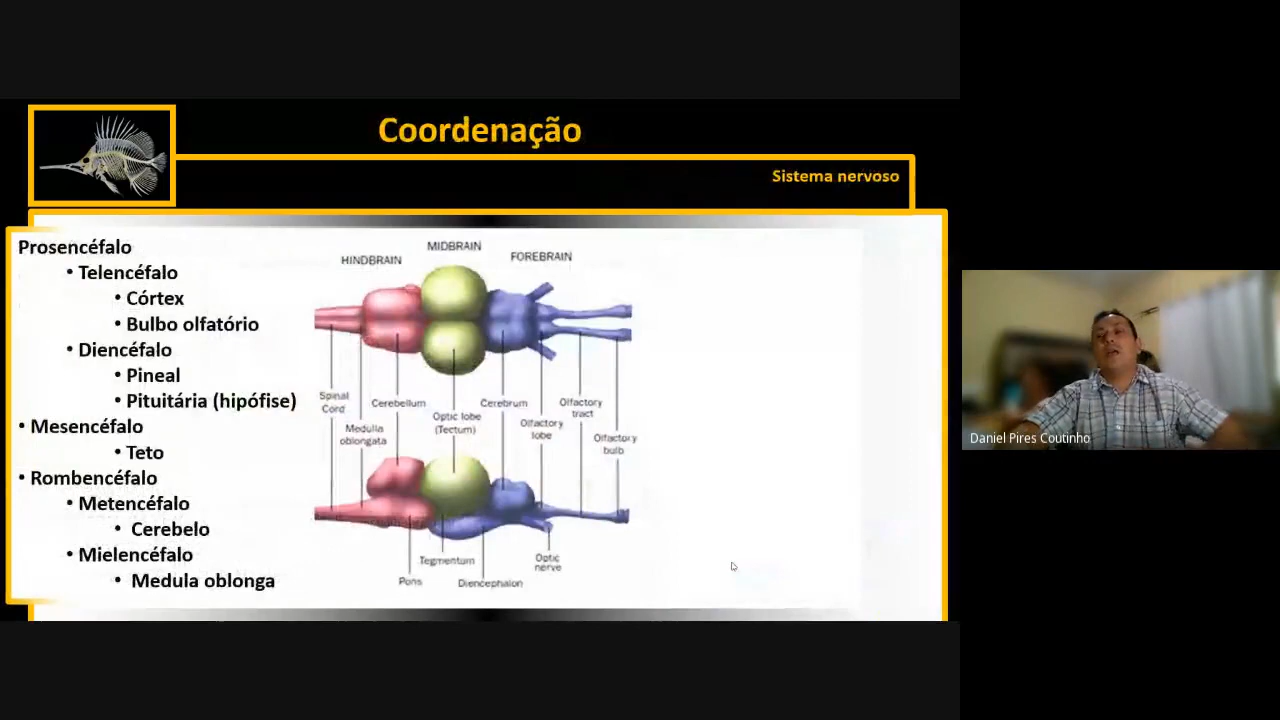 Coordenação
Sistema nervoso
Prosencéfalo
• Telencéfalo
• Córtex
• Bulbo olfatório
• Diencéfalo
• Pineal
• Pituitária (hipófise)
• Mesencéfalo
• Teto
• Rombencéfalo
• Metencéfalo
• Cerebelo
• Mielencéfalo
• Medula oblonga
HINDBRAIN
MIDBRAIN
FOREBRAIN
Spinal
Cord
Medulla
oblongata
Cerebellum
Optic lobe
(Tectum)
Cerebrum
Olfactory
lobe
Olfactory
tract
Olfactory
bulb
Pons
Tegmentum
Diencephalon
Optic
nerve
Daniel Pires Coutinho